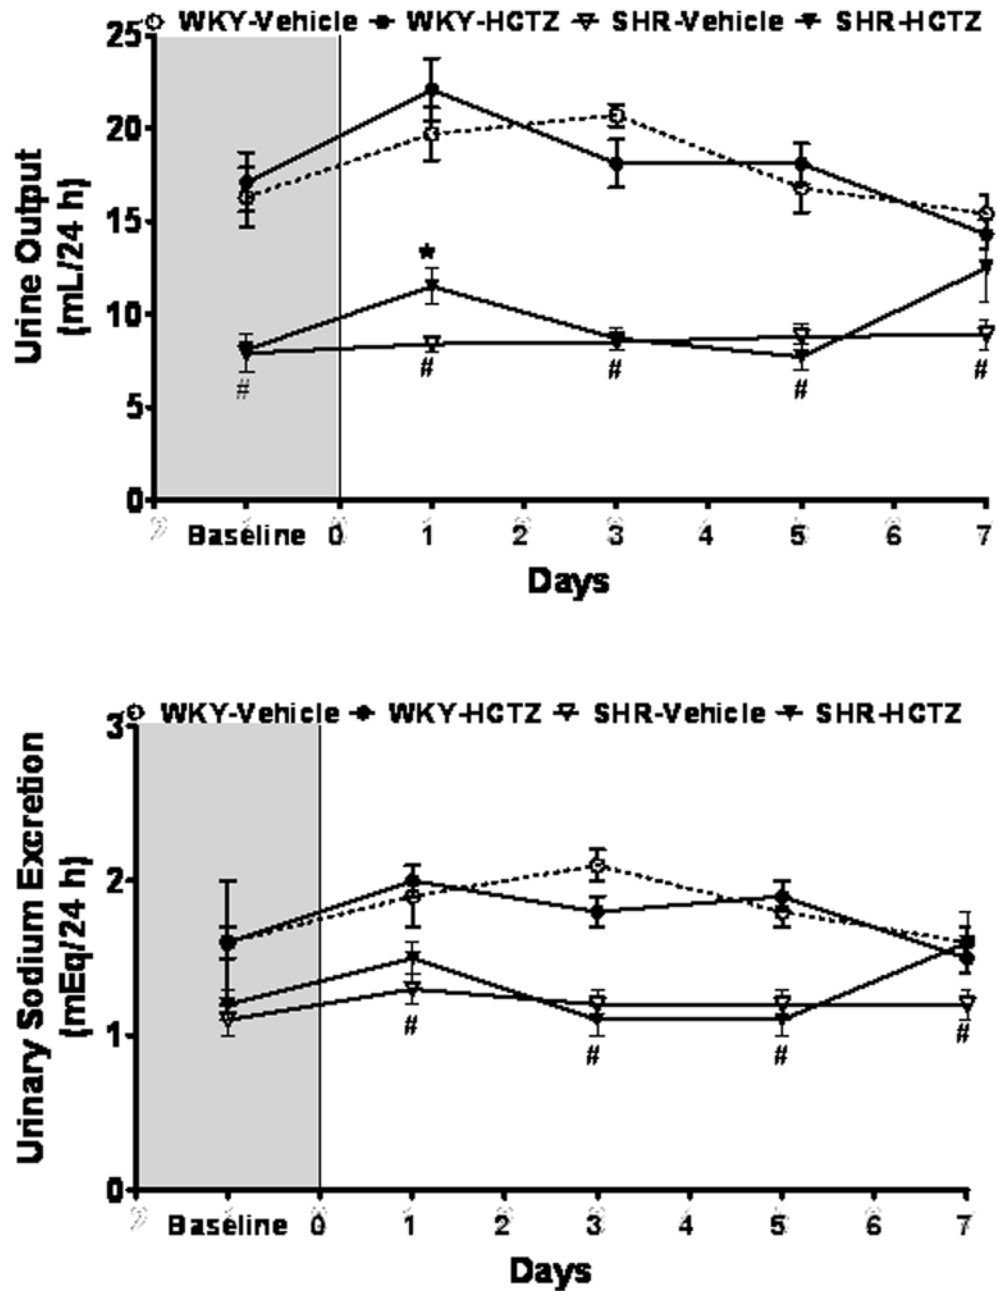 WKY-Vehicle WKY-HCTZ SHR-Vehicle SHR-HCTZ
25
20
15
10
5
0
Urine Output
(mL/24 h)
*
# # # # #
Baseline 0 1 2 3 4 5 6 7
Days
WKY-Vehicle WKY-HCTZ SHR-Vehicle SHR-HCTZ
3
2
1
0
Urinary Sodium Excretion
(mEq/24 h)
# # # #
Baseline 0 1 2 3 4 5 6 7
Days